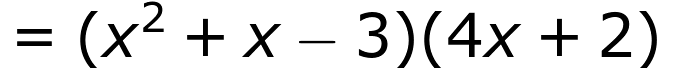 = (x² + x − 3)(4x + 2)